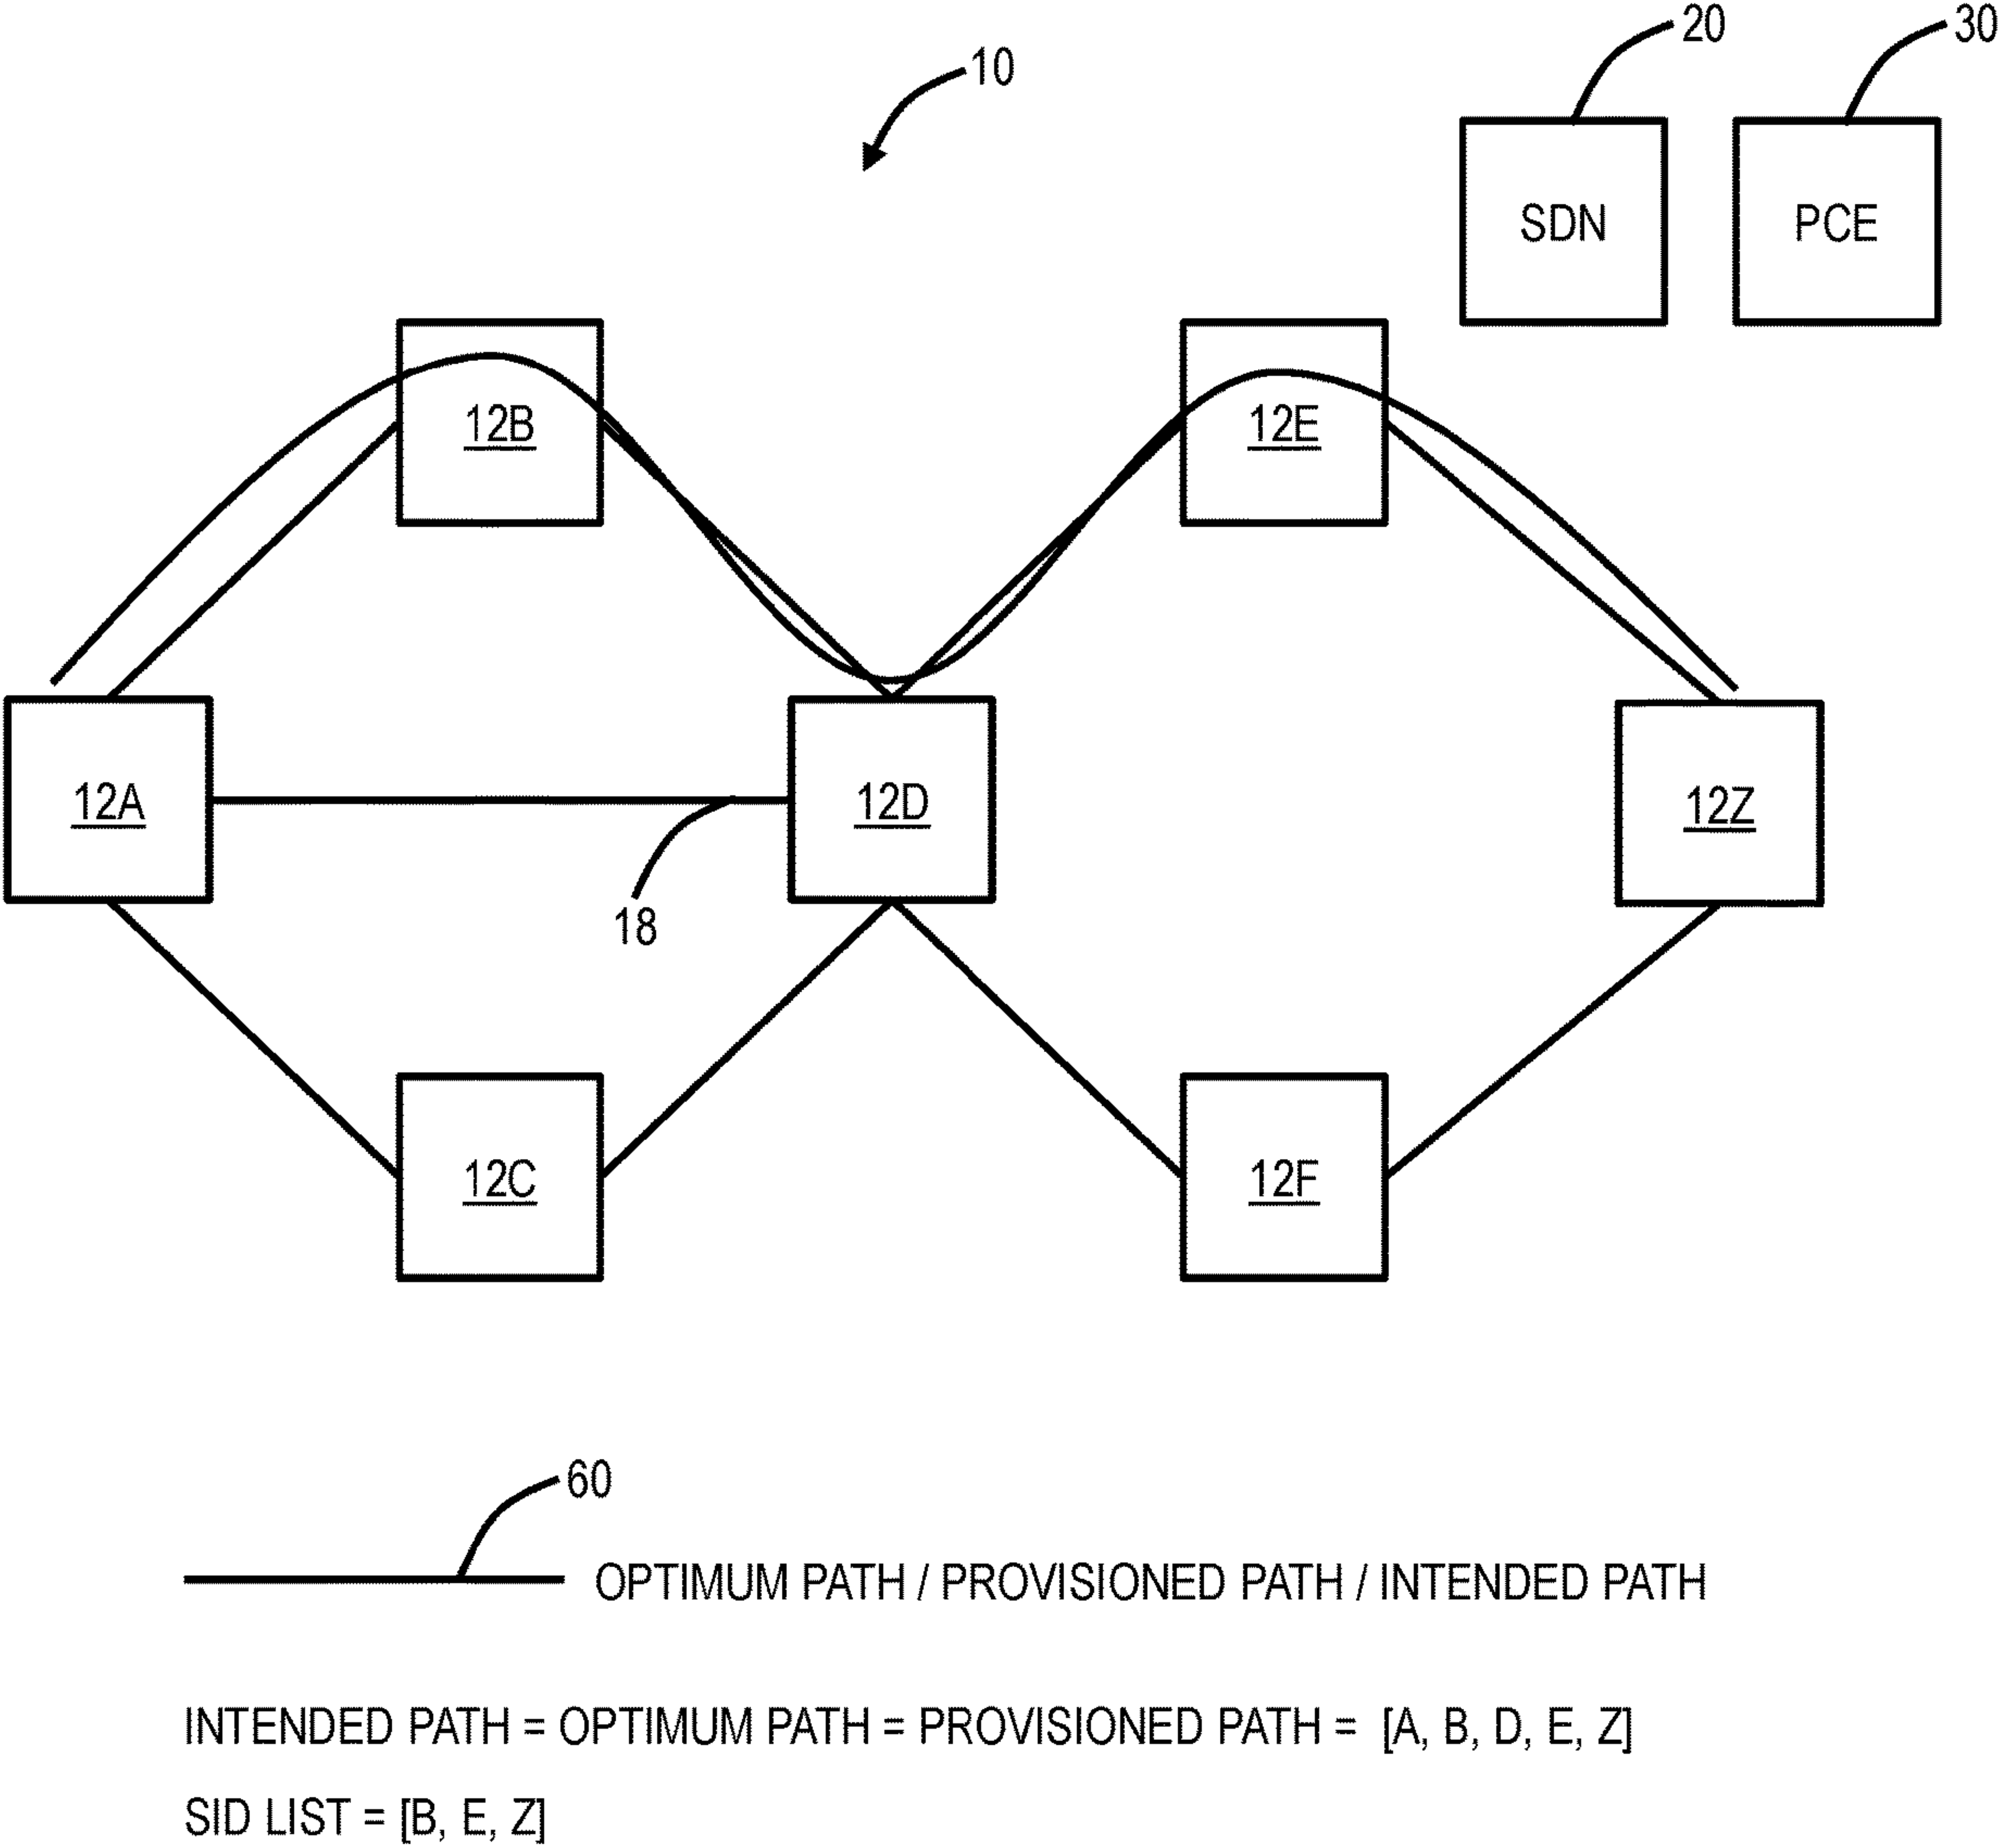 20
30
10
SDN
PCE
12B
12E
12A
12D
12Z
18
12C
12F
60
OPTIMUM PATH / PROVISIONED PATH / INTENDED PATH
INTENDED PATH = OPTIMUM PATH = PROVISIONED PATH = [A, B, D, E, Z]
SID LIST = [B, E, Z]